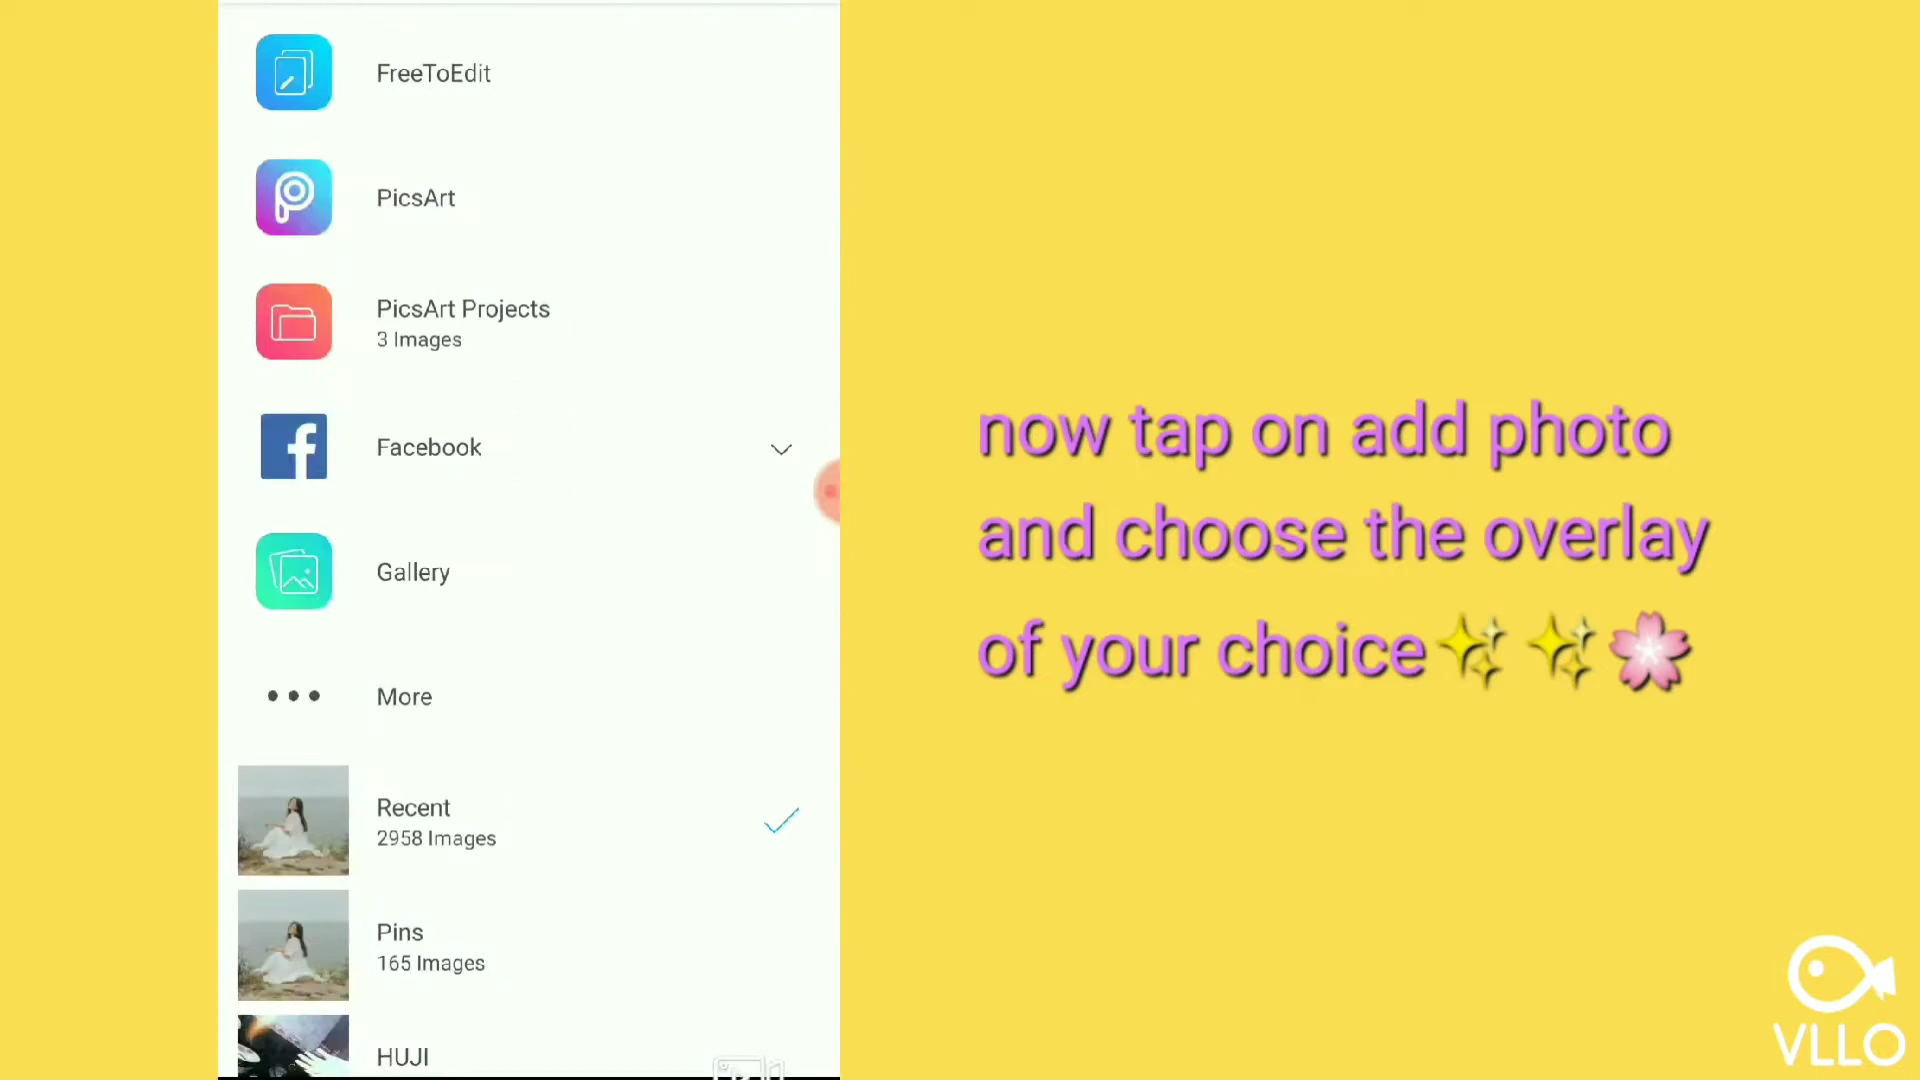 FreeToEdit
PicsArt
PicsArt Projects
3 Images
Facebook
Gallery
More
Recent
2958 Images
Pins
165 Images
HUJI
now tap on add photo
and choose the overlay
of your choice✨✨🌸
VLLO